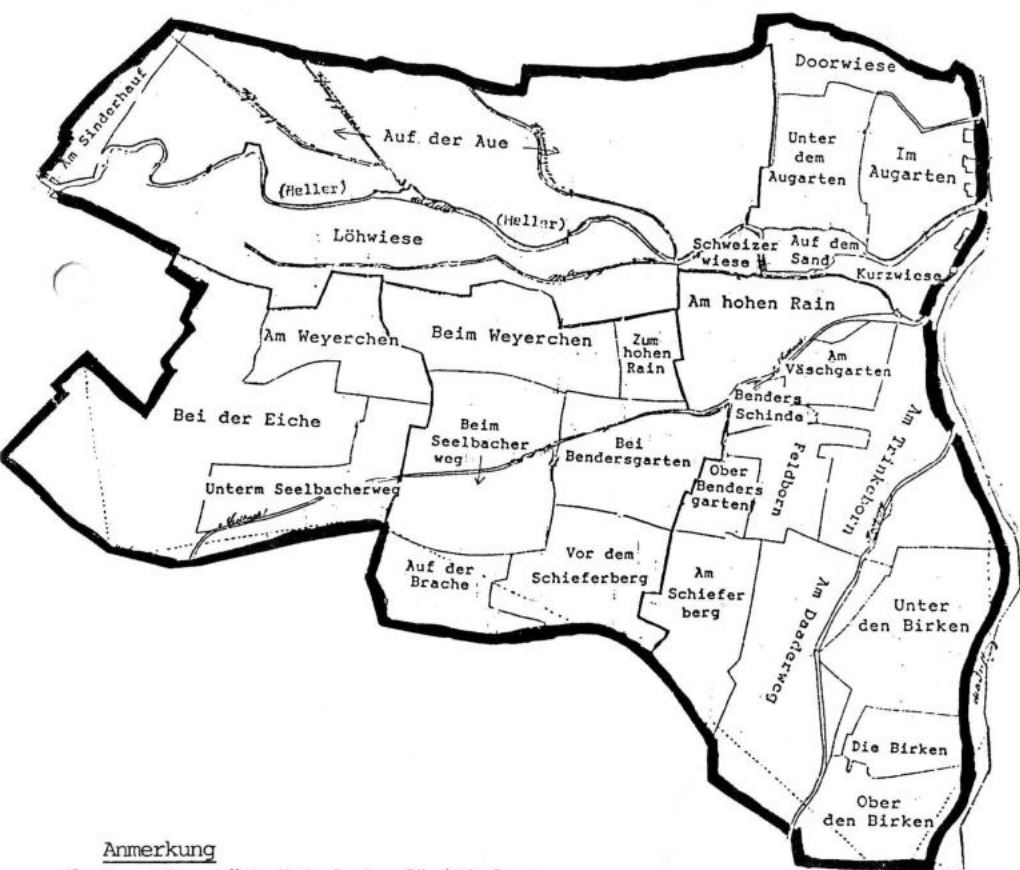 Doorwiese
Am Sinderhauf
Auf der Aue
Unter
dem
Augarten
Im
Augarten
(Heller)
(Heller)
Löhwiese
Schweizer
wiese
Auf dem
Sand
Kurzwiese
Am hohen Rain
Am Weyerchen
Beim Weyerchen
Zum
hohen
Rain
Am
Väschgarten
Benders
Schinde
Bei der Eiche
Beim
Seelbacher
weg
Bei
Bendersgarten
Ober
Benders
garten
Feldborn
Am Trinkeborn
Unterm Seelbacherweg
Auf der
Brache
Vor dem
Schieferberg
Am
Schiefer
berg
Am Daaderweg
Unter
den Birken
Die Birken
Ober
den Birken
Anmerkung